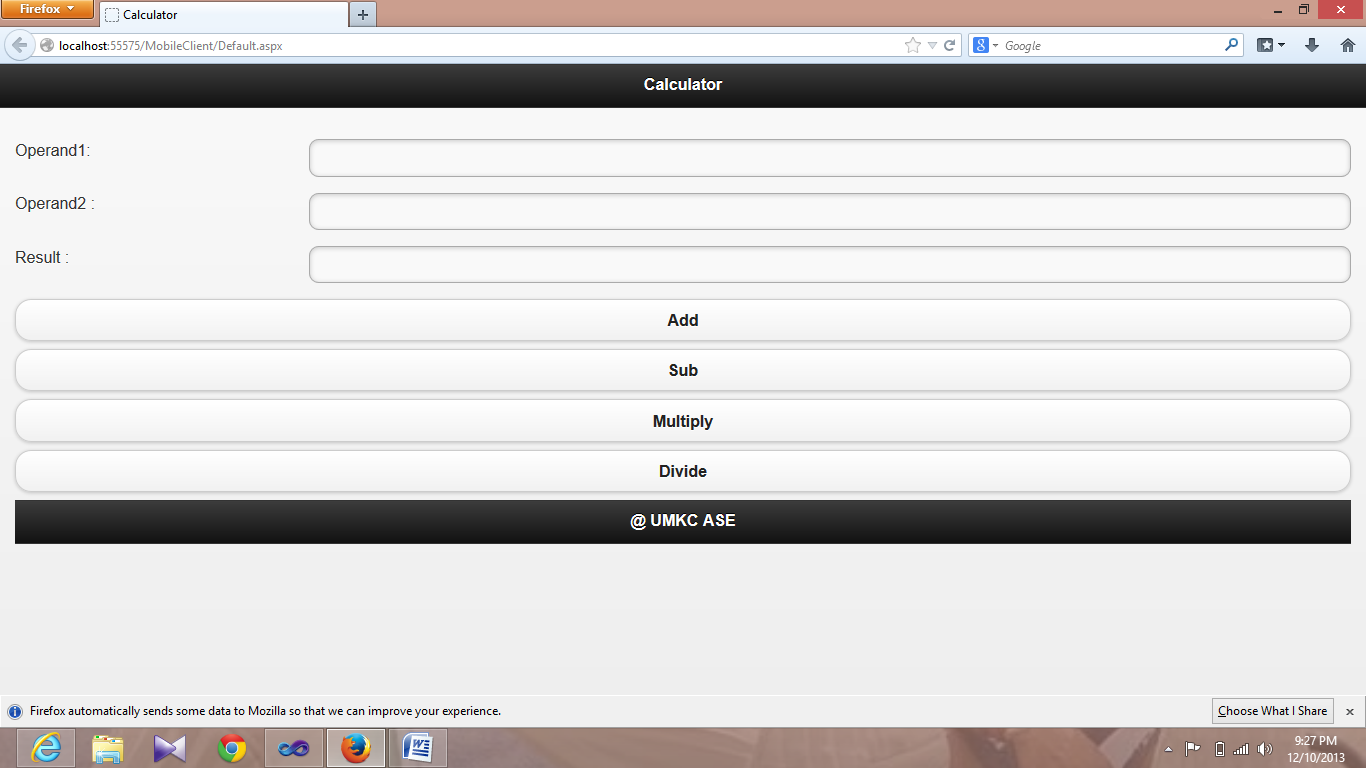 Firefox
Calculator
localhost:55575/MobileClient/Default.aspx
Google
Calculator
Operand1:
Operand2 :
Result :
Add
Sub
Multiply
Divide
@ UMKC ASE
Firefox automatically sends some data to Mozilla so that we can improve your experience.
Choose What I Share
9:27 PM
12/10/2013